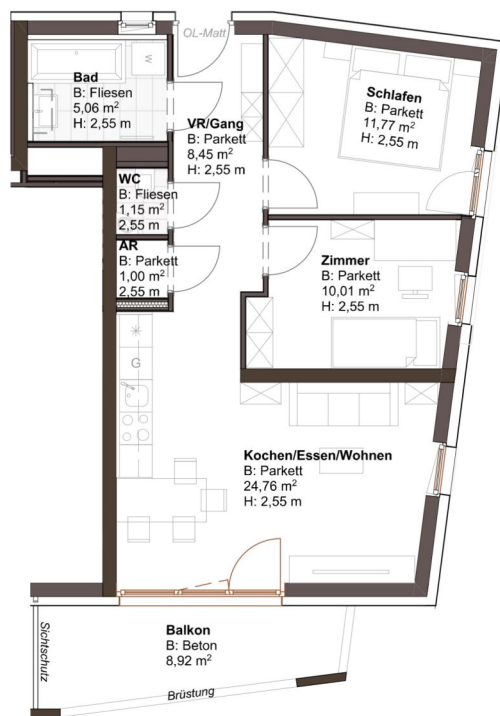 OL-Matt
Bad
B: Fliesen
5,06 m²
H: 2,55 m
W
Schlafen
B: Parkett
11,77 m²
H: 2,55 m
VR/Gang
B: Parkett
8,45 m²
H: 2,55 m
WC
B: Fliesen
1,15 m²
2,55 m
AR
B: Parkett
1,00 m²
2,55 m
Zimmer
B: Parkett
10,01 m²
H: 2,55 m
G
Kochen/Essen/Wohnen
B: Parkett
24,76 m²
H: 2,55 m
Balkon
B: Beton
8,92 m²
Sichtschutz
Brüstung